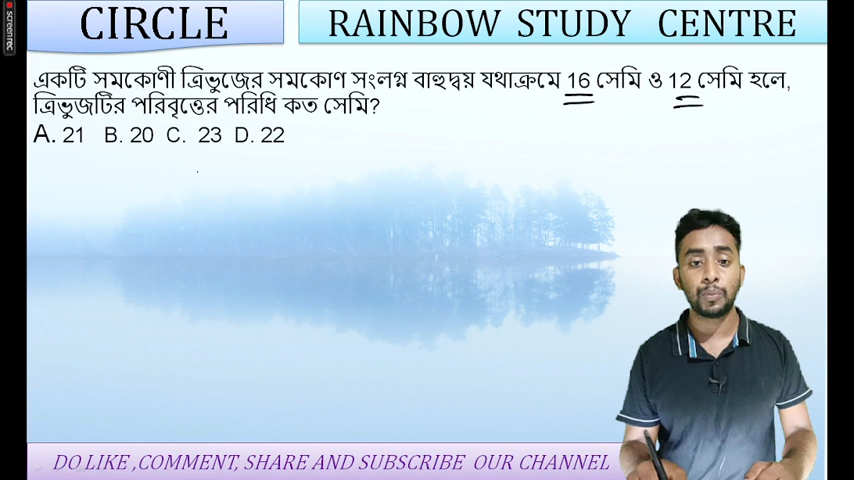 CIRCLE
RAINBOW STUDY CENTRE
একটি সমকোণী ত্রিভুজের সমকোণ সংলগ্ন বাহুদ্বয় যথাক্রমে 16 সেমি ও 12 সেমি হলে,
ত্রিভুজটির পরিবৃত্তের পরিধি কত সেমি?
A. 21 B. 20 C. 23 D. 22
DO LIKE ,COMMENT, SHARE AND SUBSCRIBE OUR CHANNEL
screenrec